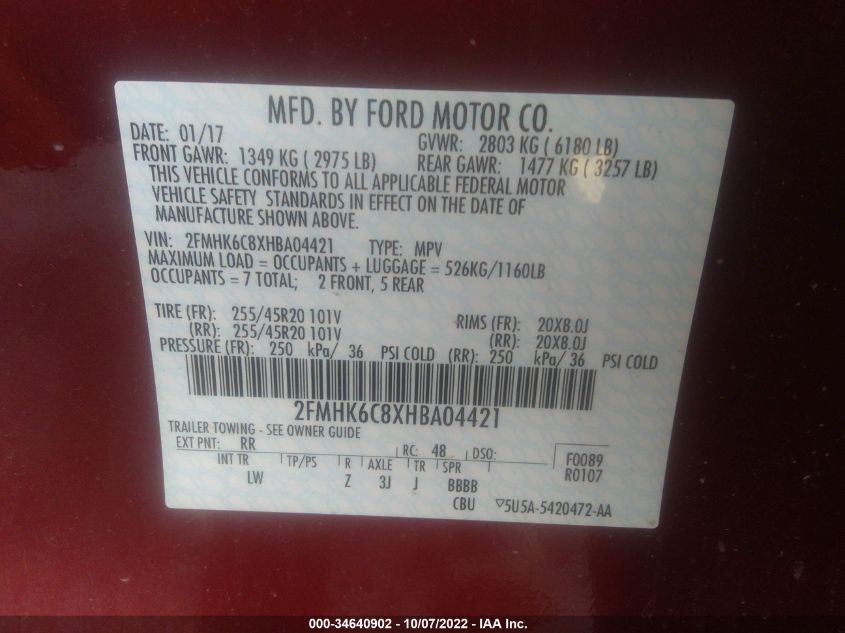 MFD. BY FORD MOTOR CO.
DATE: 01/17 GVWR: 2803 KG ( 6180 LB)
FRONT GAWR: 1349 KG ( 2975 LB) REAR GAWR: 1477 KG ( 3257 LB)
THIS VEHICLE CONFORMS TO ALL APPLICABLE FEDERAL MOTOR
VEHICLE SAFETY STANDARDS IN EFFECT ON THE DATE OF
MANUFACTURE SHOWN ABOVE.
VIN: 2FMHK6C8XHBA04421 TYPE: MPV
MAXIMUM LOAD = OCCUPANTS + LUGGAGE = 526KG/1160LB
OCCUPANTS = 7 TOTAL; 2 FRONT, 5 REAR
TIRE (FR): 255/45R20 101V RIMS (FR): 20X8.0J
(RR): 255/45R20 101V (RR): 20X8.0J
PRESSURE (FR): 250 kPa/ 36 PSI COLD (RR): 250 kPa/ 36 PSI COLD
2FMHK6C8XHBA04421
TRAILER TOWING - SEE OWNER GUIDE
EXT PNT: RR RC: 48 DSO: F0089
INT TR TP/PS R AXLE TR SPR R0107
LW Z 3J J BBBB
CBU ▽5U5A-5420472-AA
000-34640902 - 10/07/2022 - IAA Inc.